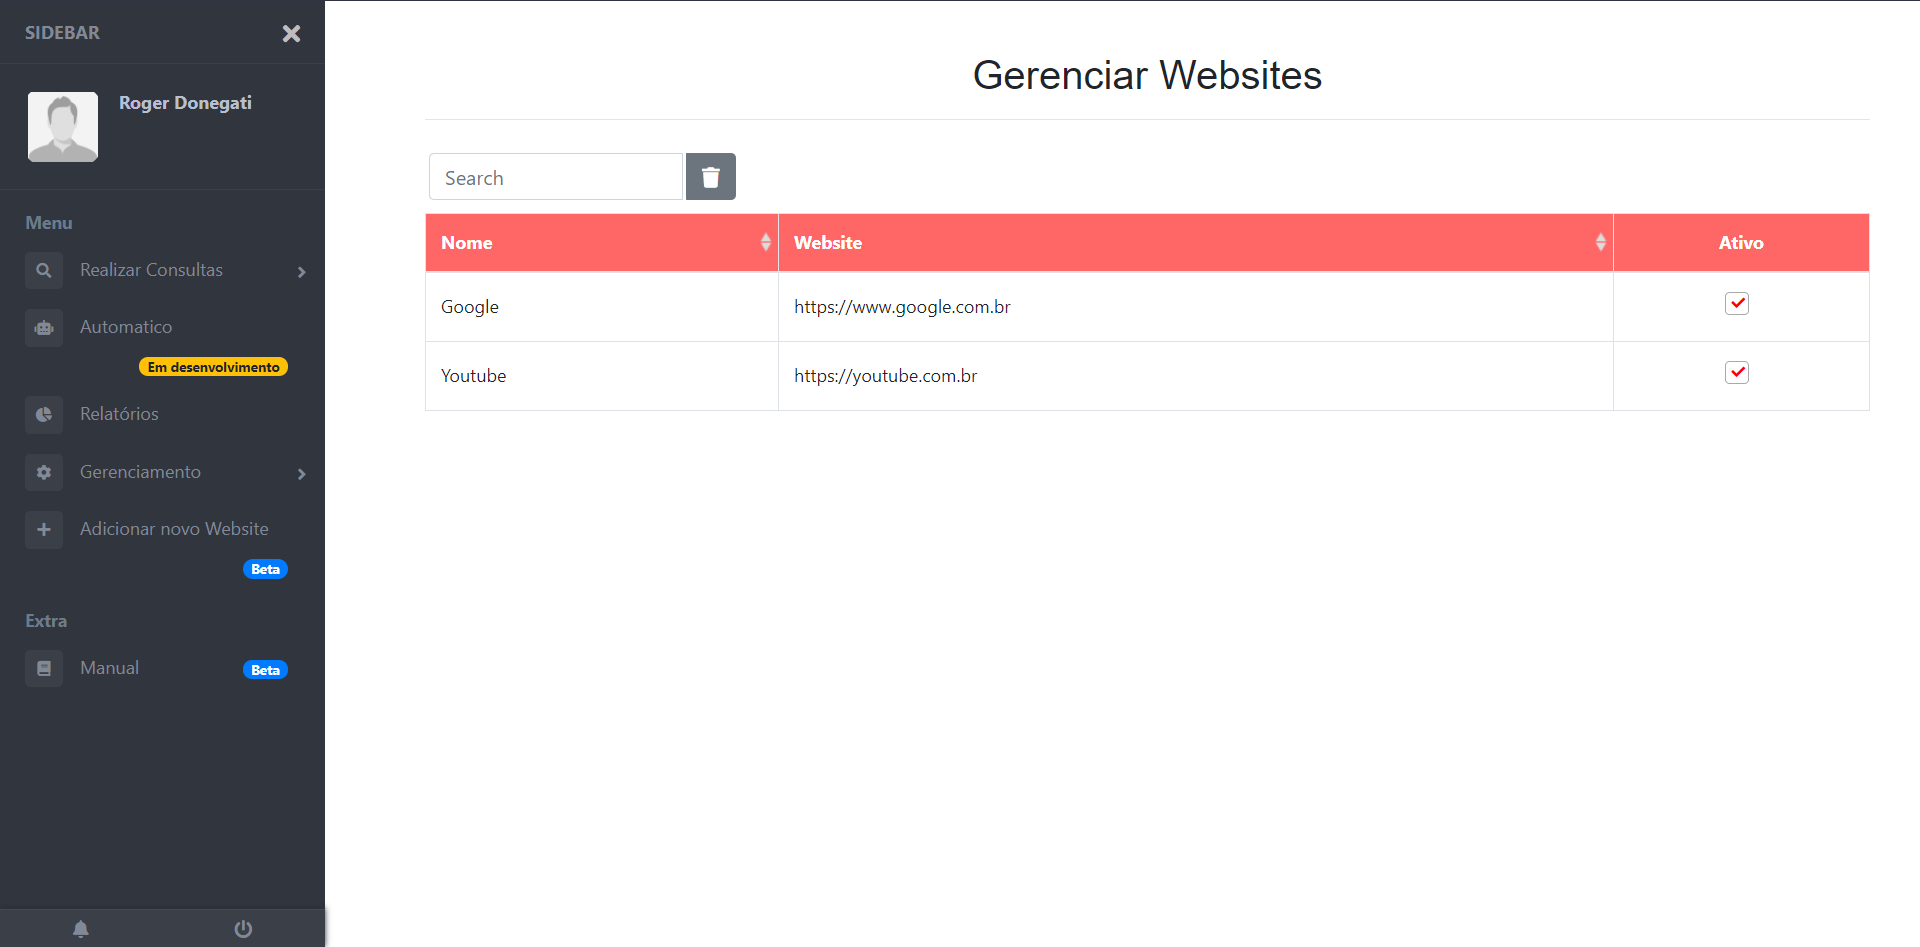 SIDEBAR
Roger Donegati
Menu
Realizar Consultas
Automatico
Em desenvolvimento
Relatórios
Gerenciamento
Adicionar novo Website
Beta
Extra
Manual Beta
Gerenciar Websites
Search
Nome Website Ativo
Google https://www.google.com.br
Youtube https://youtube.com.br